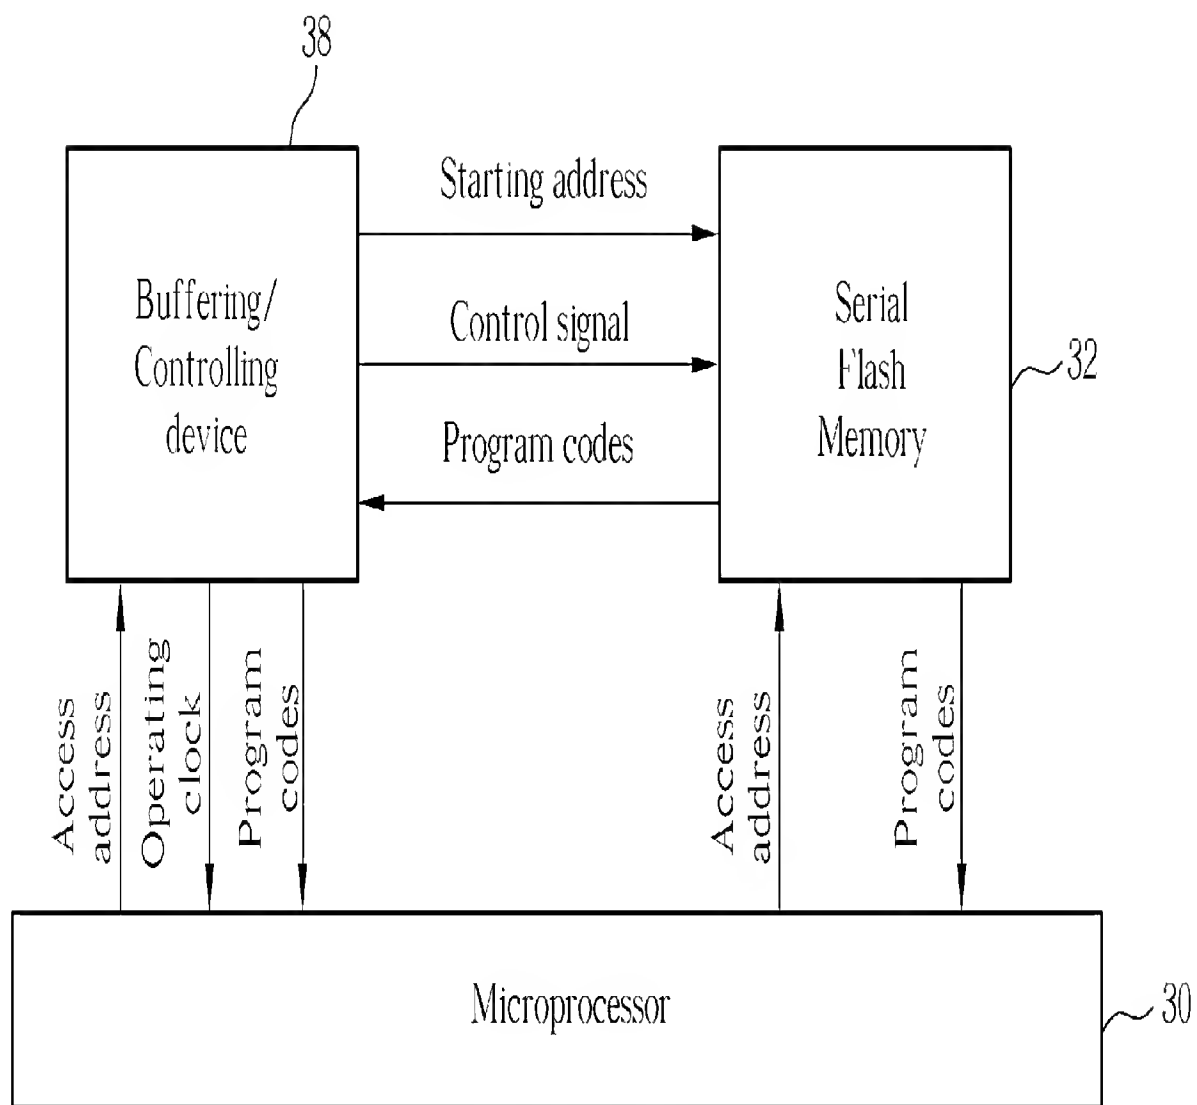 38
Starting address
Buffering/
Controlling
device
Control signal
Program codes
Serial
Flash
Memory
32
Access
address
Operating
clock
Program
codes
Access
address
Program
codes
Microprocessor
30